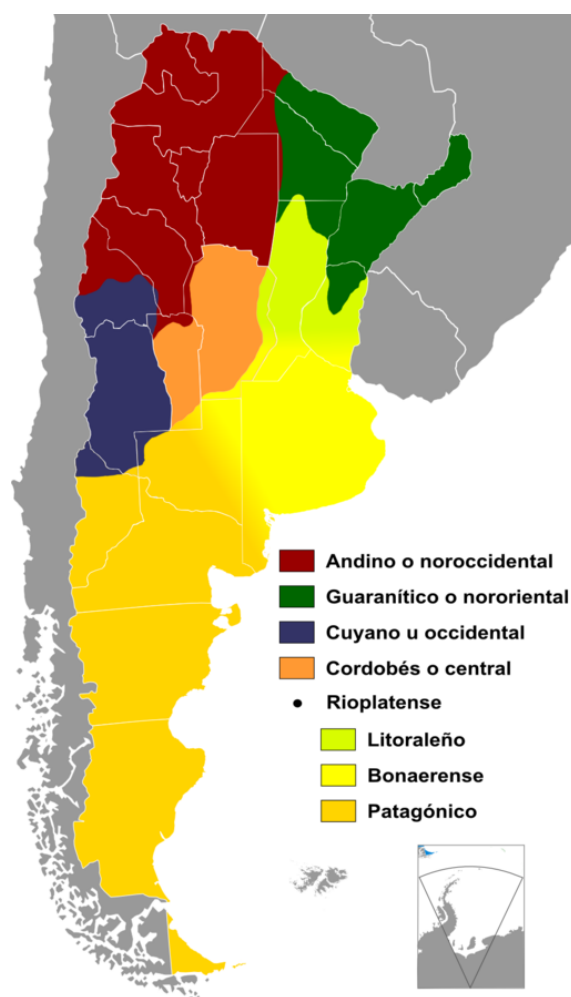 Andino o noroccidental
Guaranítico o nororiental
Cuyano u occidental
Cordobés o central
Rioplatense
Litoraleño
Bonaerense
Patagónico